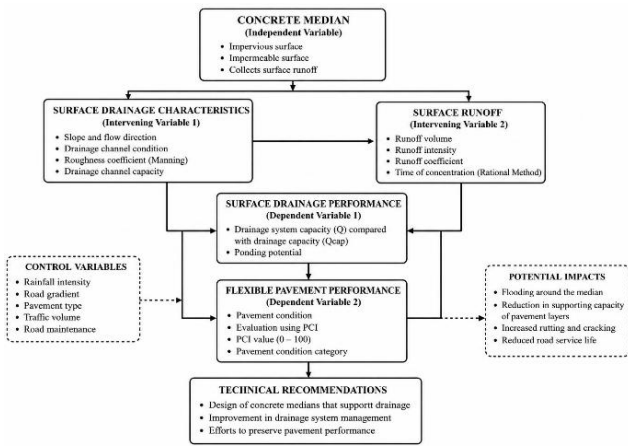 CONCRETE MEDIAN
(Independent Variable)
• Impervious surface
• Impermeable surface
• Collects surface runoff
SURFACE DRAINAGE CHARACTERISTICS
(Intervening Variable 1)
• Slope and flow direction
• Drainage channel condition
• Roughness coefficient (Manning)
• Drainage channel capacity
SURFACE RUNOFF
(Intervening Variable 2)
• Runoff volume
• Runoff intensity
• Runoff coefficient
• Time of concentration (Rational Method)
SURFACE DRAINAGE PERFORMANCE
(Dependent Variable 1)
• Drainage system capacity (Q) compared
with drainage capacity (Qcap)
• Ponding potential
CONTROL VARIABLES
• Rainfall intensity
• Road gradient
• Pavement type
• Traffic volume
• Road maintenance
FLEXIBLE PAVEMENT PERFORMANCE
(Dependent Variable 2)
• Pavement condition
• Evaluation using PCI
• PCI value (0 – 100)
• Pavement condition category
POTENTIAL IMPACTS
• Flooding around the median
• Reduction in supporting capacity
of pavement layers
• Increased rutting and cracking
• Reduced road service life
TECHNICAL RECOMMENDATIONS
• Design of concrete medians that supportt drainage
• Improvement in drainage system management
• Efforts to preserve pavement performance